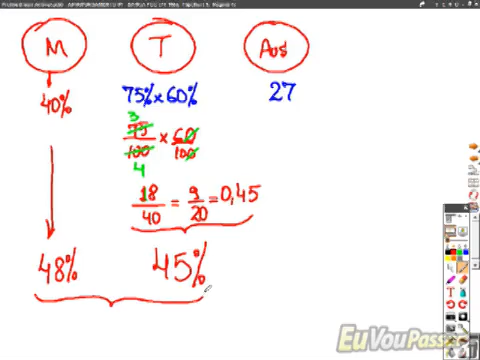 M T Aus
40% 75% x 60% 27
3
75/100 x 60/100
4
18/40 = 9/20 = 0,45
48% 45%
EuVouPassar